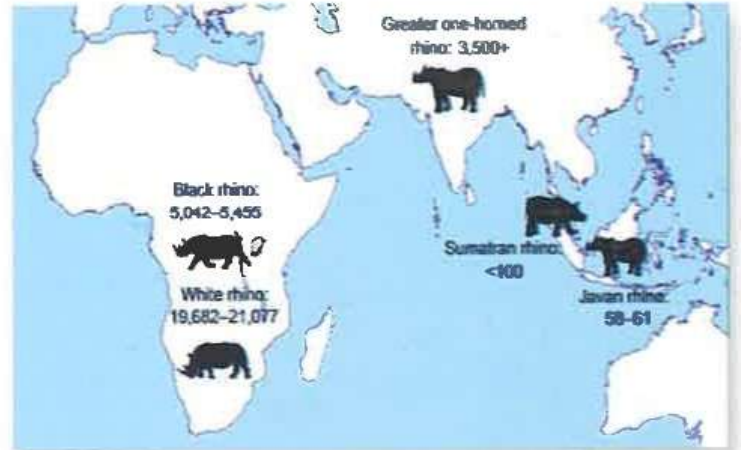 Greater one-horned
rhino: 3,500+
Black rhino:
5,042–5,455
White rhino:
19,682–21,077
Sumatran rhino:
<100
Javan rhino:
58–61